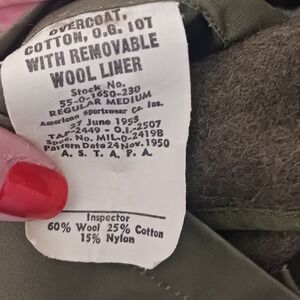 OVERCOAT,
COTTON, O.G. 107
WITH REMOVABLE
WOOL LINER
Stock No.
55-O-1650-230
REGULAR MEDIUM
American Sportswear Co. Inc.
27 June 1953
TAP-2449 - O.I.-2507
Spec. No. MIL-O-2419B
Pattern Date 24 Nov. 1950
A. S. T. A. P. A.
Inspector
60% Wool 25% Cotton
15% Nylon